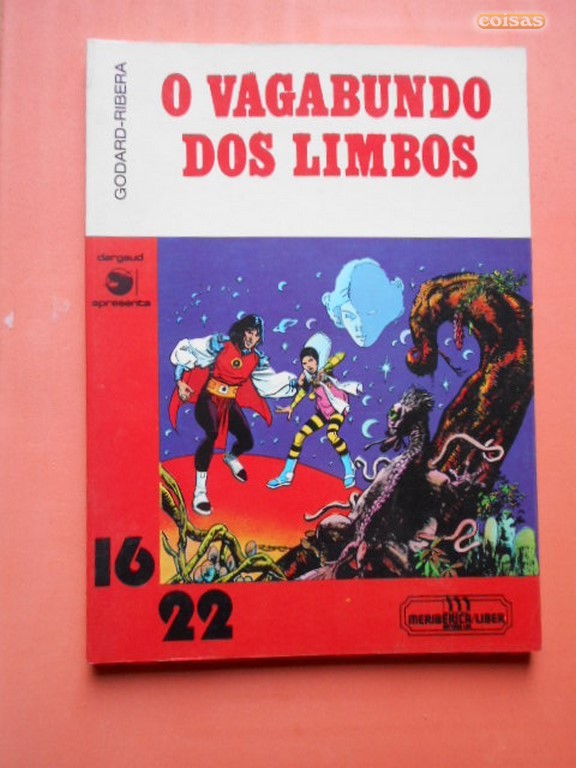 coisas
GODARD-RIBERA
O VAGABUNDO
DOS LIMBOS
dargaud
apresenta
16
22
MERIBÉRICA/LIBER